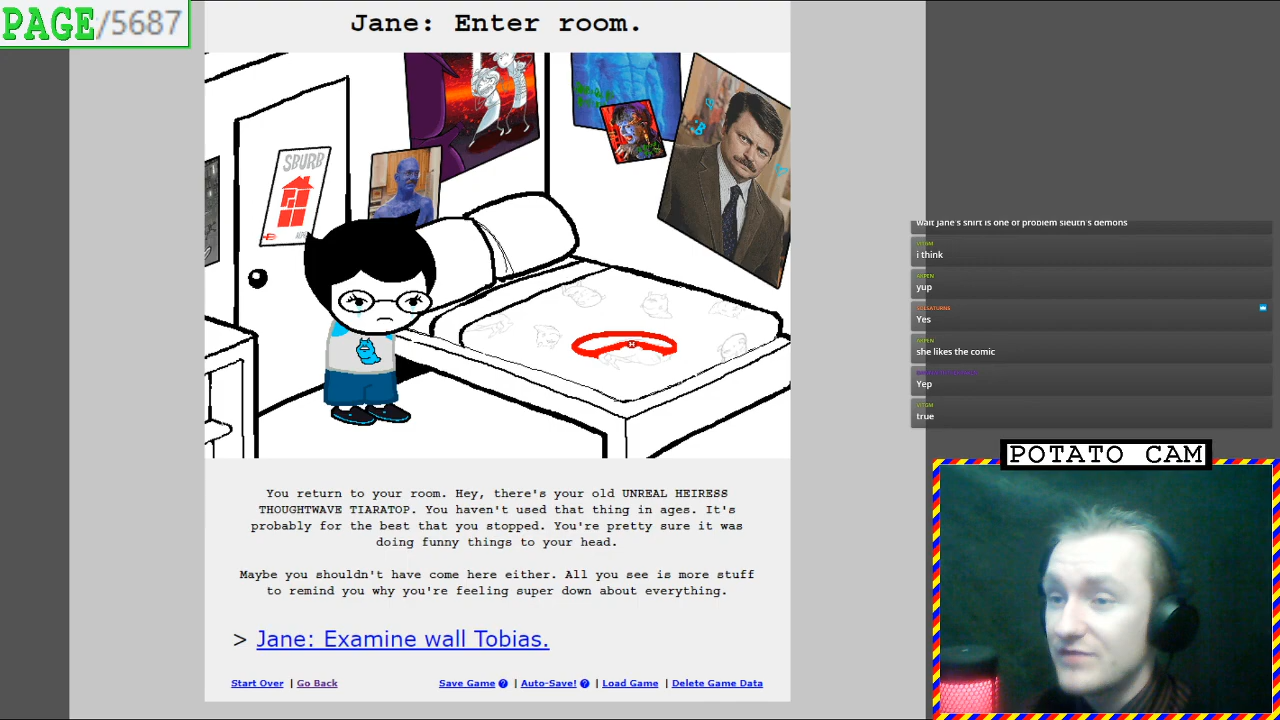 PAGE/5687
Jane: Enter room.
SBURB
You return to your room. Hey, there's your old UNREAL HEIRESS
THOUGHTWAVE TIARATOP. You haven't used that thing in ages. It's
probably for the best that you stopped. You're pretty sure it was
doing funny things to your head.
Maybe you shouldn't have come here either. All you see is more stuff
to remind you why you're feeling super down about everything.
> Jane: Examine wall Tobias.
Start Over | Go Back Save Game ? | Auto-Save! ? | Load Game | Delete Game Data
wait jane's shirt is one of problem sleuth's demons
i think
yup
Yes
she likes the comic
Yep
true
POTATO CAM